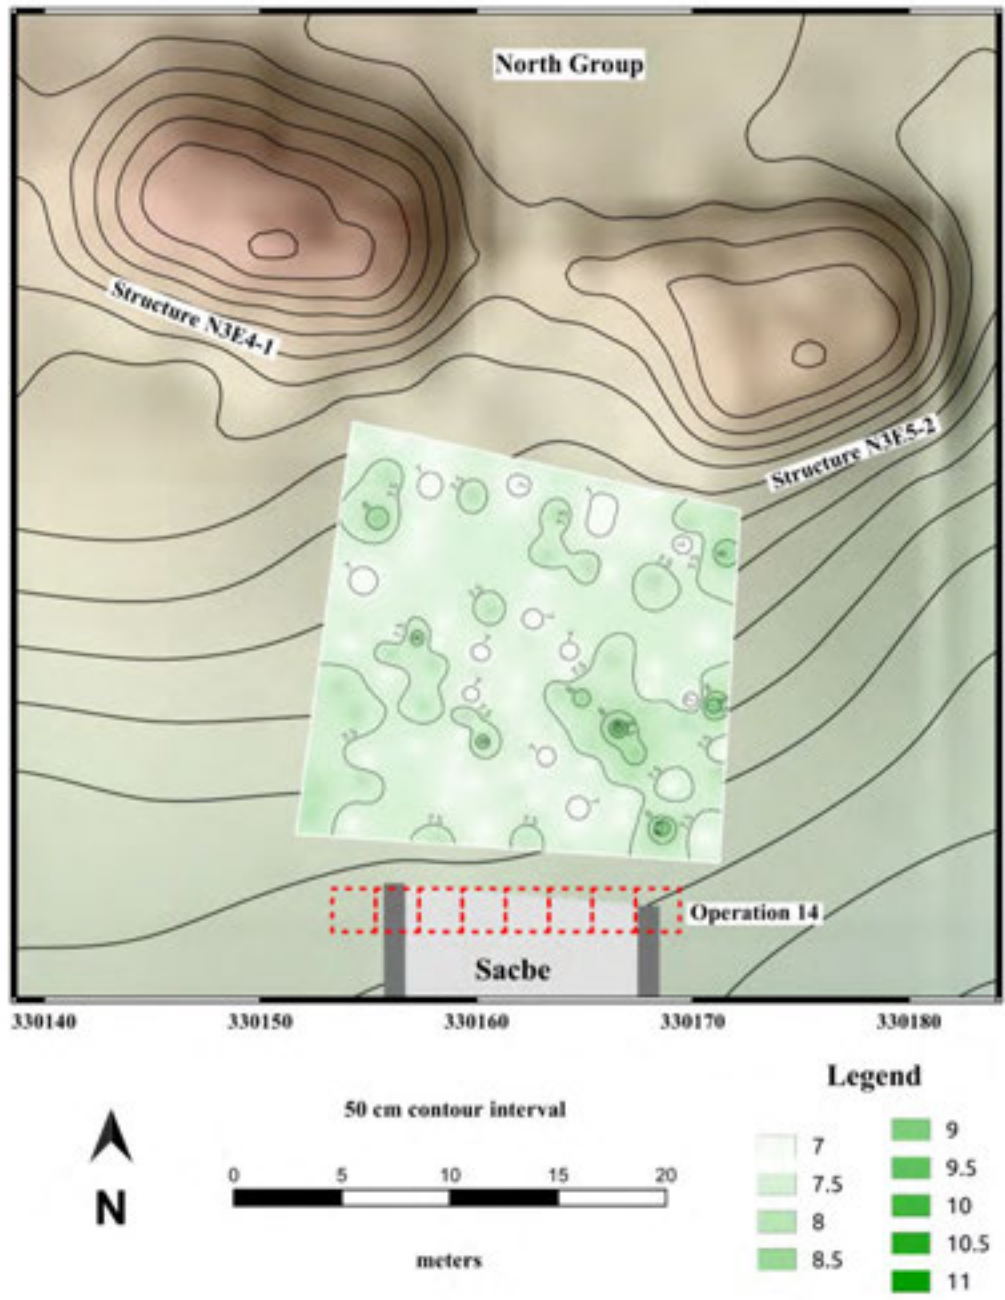 North Group
Structure N3E4-1
Structure N3E5-2
Operation 14
Sacbe
330140 330150 330160 330170 330180
Legend
50 cm contour interval
7
7.5
8
8.5
9
9.5
10
10.5
11
0 5 10 15 20
N
meters